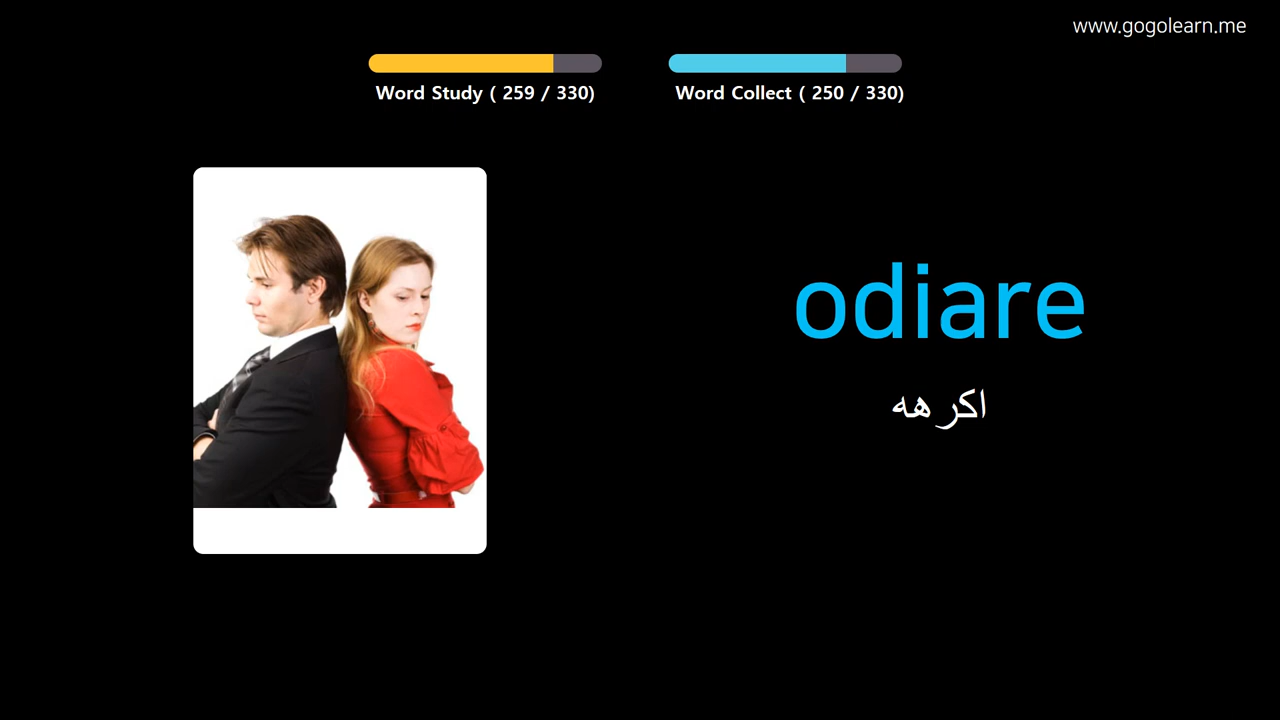 www.gogolearn.me
Word Study ( 259 / 330)
Word Collect ( 250 / 330)
odiare
اكرهه